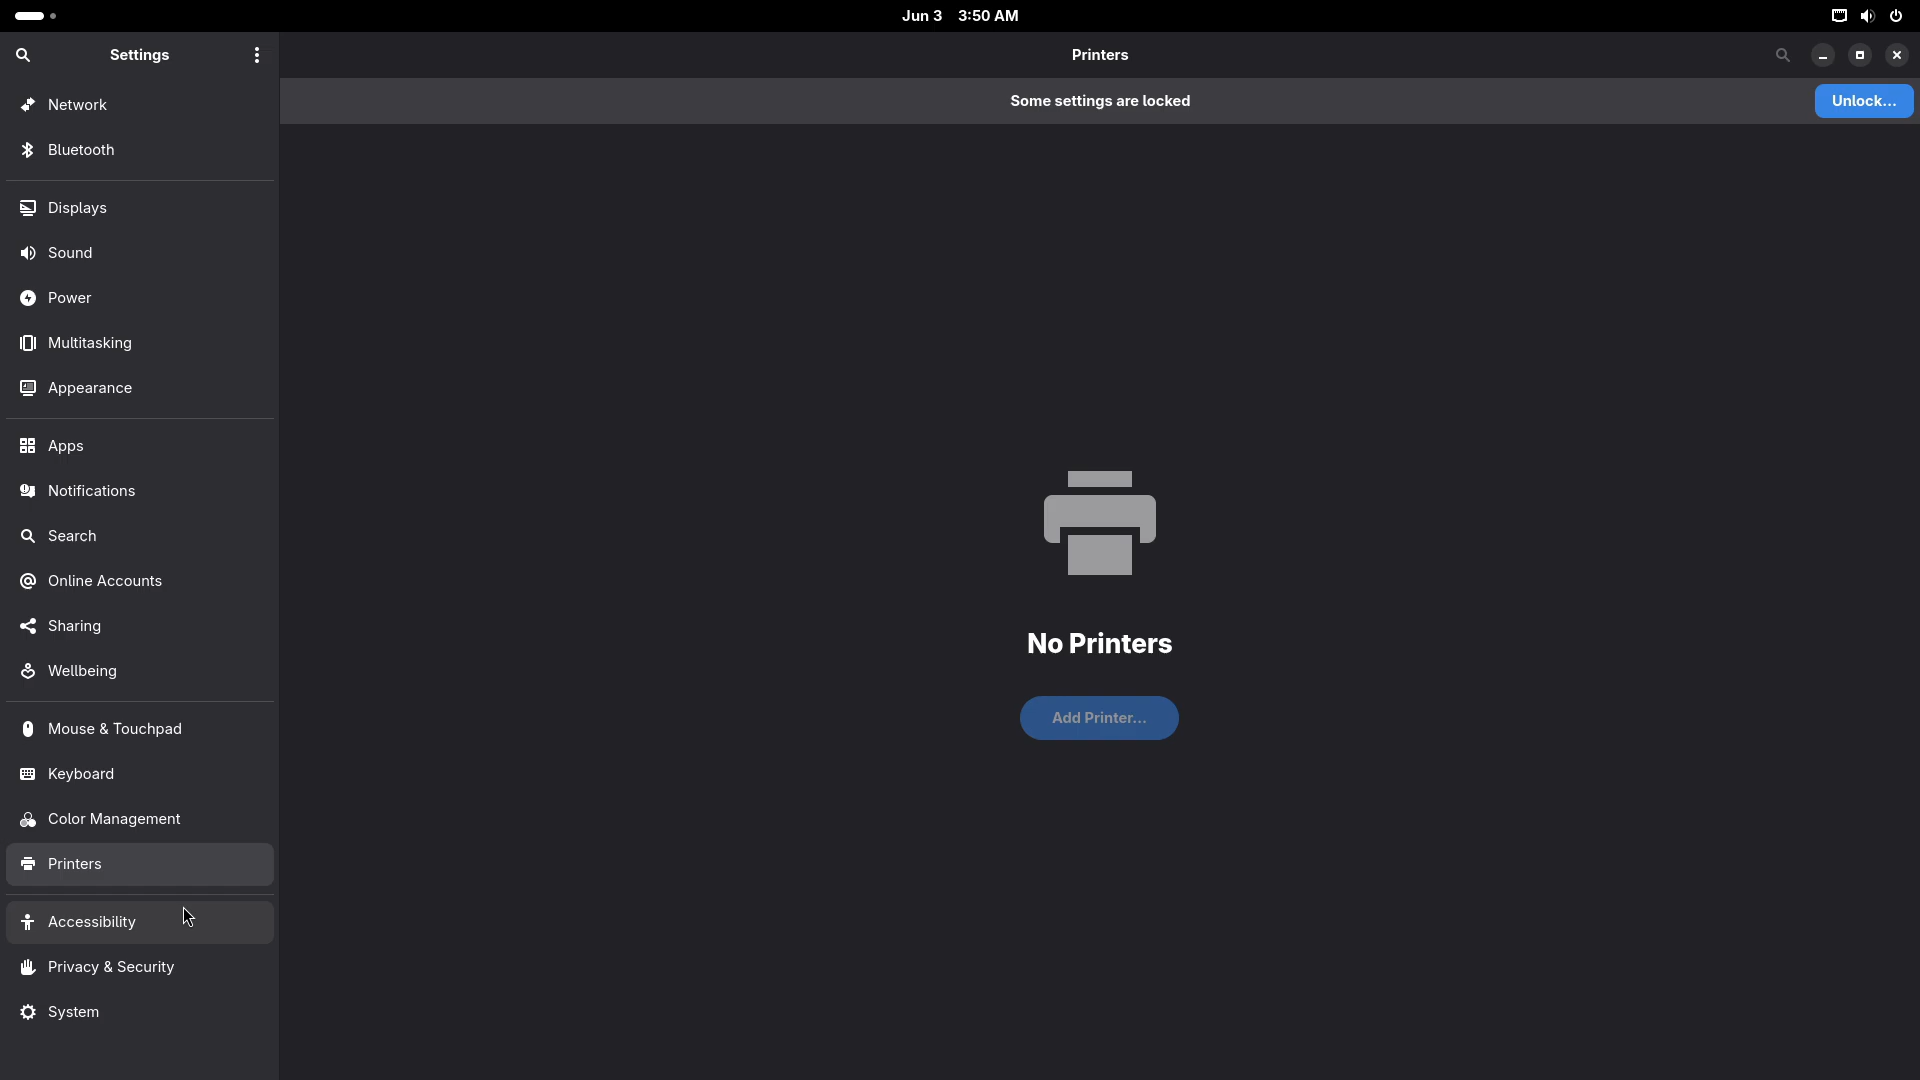 Jun 3 3:50 AM
Settings
Printers
Some settings are locked
Unlock...
Network
Bluetooth
Displays
Sound
Power
Multitasking
Appearance
Apps
Notifications
Search
Online Accounts
Sharing
Wellbeing
Mouse & Touchpad
Keyboard
Color Management
Printers
Accessibility
Privacy & Security
System
No Printers
Add Printer...